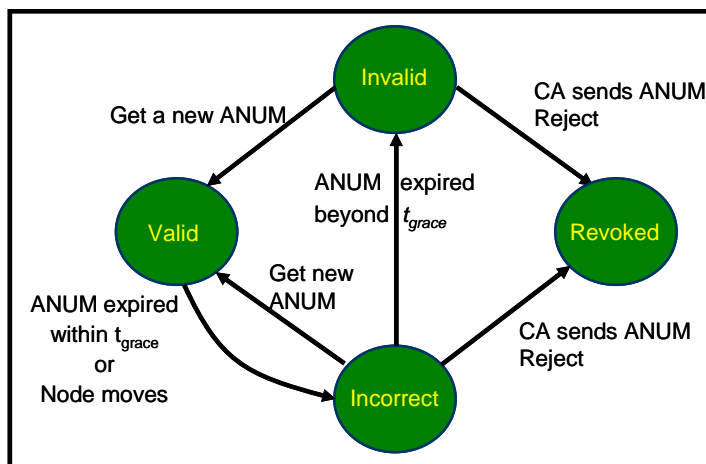 Invalid
Get a new ANUM
CA sends ANUM
Reject
ANUM expired
beyond t_grace
Valid
Revoked
Get new
ANUM
ANUM expired
within t_grace
or
Node moves
CA sends ANUM
Reject
Incorrect